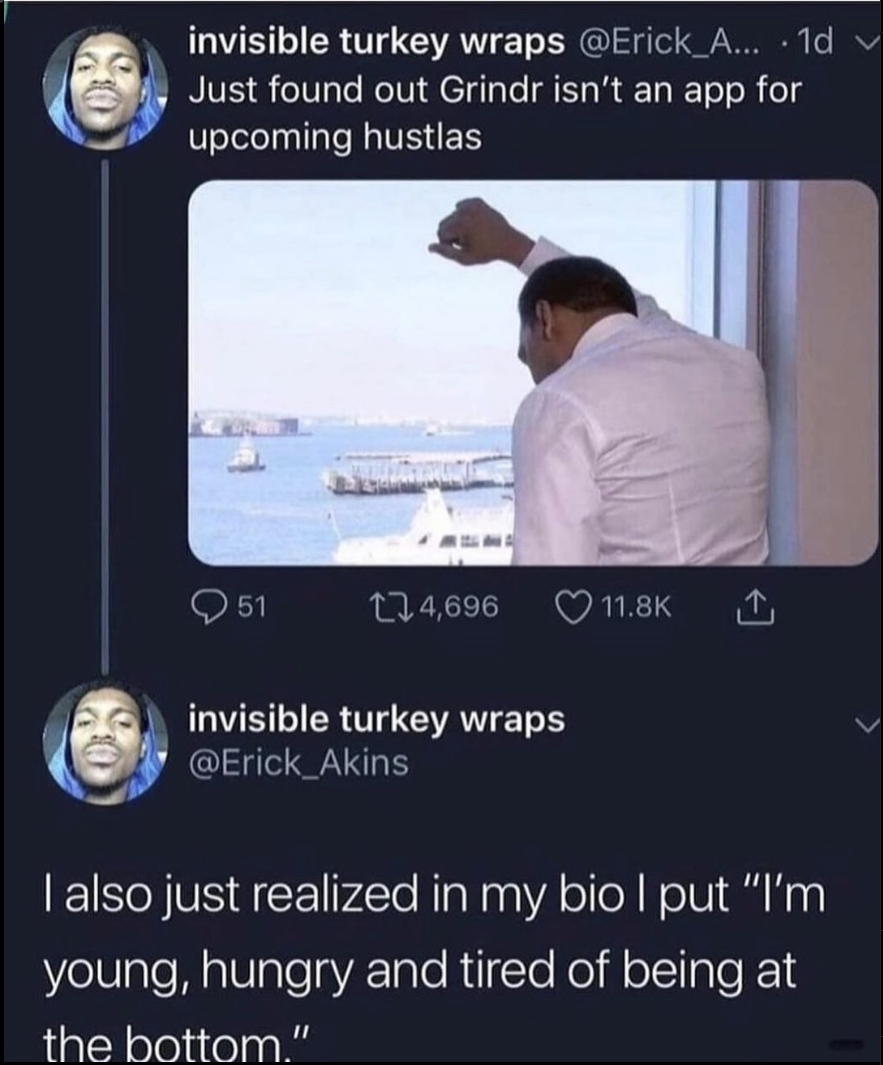 invisible turkey wraps @Erick_A... · 1d
Just found out Grindr isn’t an app for
upcoming hustlas
51 4,696 11.8K
invisible turkey wraps
@Erick_Akins
I also just realized in my bio I put “I’m
young, hungry and tired of being at
the bottom.”